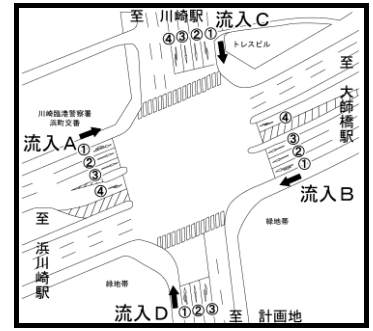 至 川崎駅
流入C
④③②①
トレスビル
至 大師橋駅
川崎臨港警察署
浜町交番
流入A
①
②
③
④
④
③
②
①
流入B
緑地帯
至 浜川崎駅
緑地帯
流入D
①②③
至 計画地